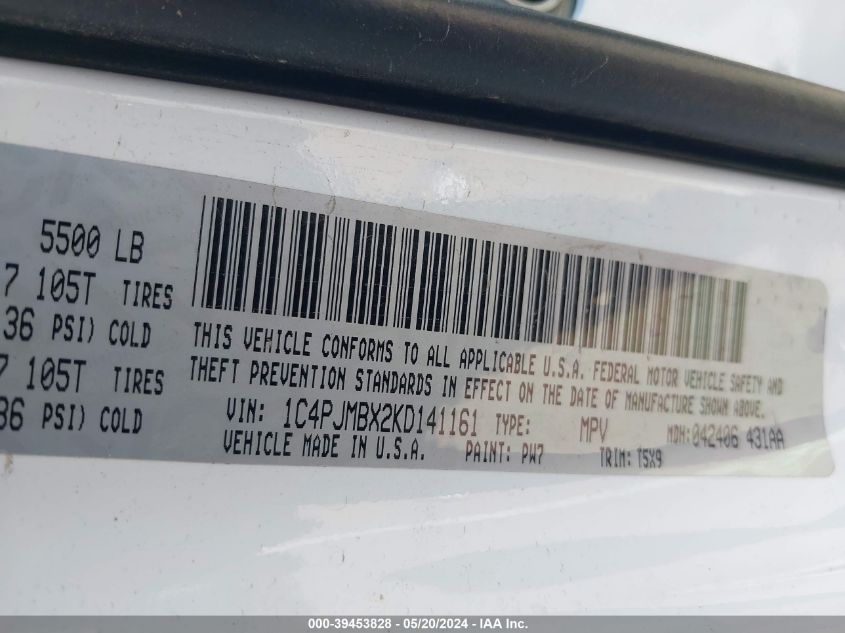 5500 LB
7 105T TIRES
36 PSI) COLD
7 105T TIRES
36 PSI) COLD
THIS VEHICLE CONFORMS TO ALL APPLICABLE U.S.A. FEDERAL MOTOR VEHICLE SAFETY AND
THEFT PREVENTION STANDARDS IN EFFECT ON THE DATE OF MANUFACTURE SHOWN ABOVE.
VIN: 1C4PJMBX2KD141161 TYPE: MPV MDH: 042406 431AA
VEHICLE MADE IN U.S.A. PAINT: PW7 TRIM: T5X9
000-39453828 - 05/20/2024 - IAA Inc.